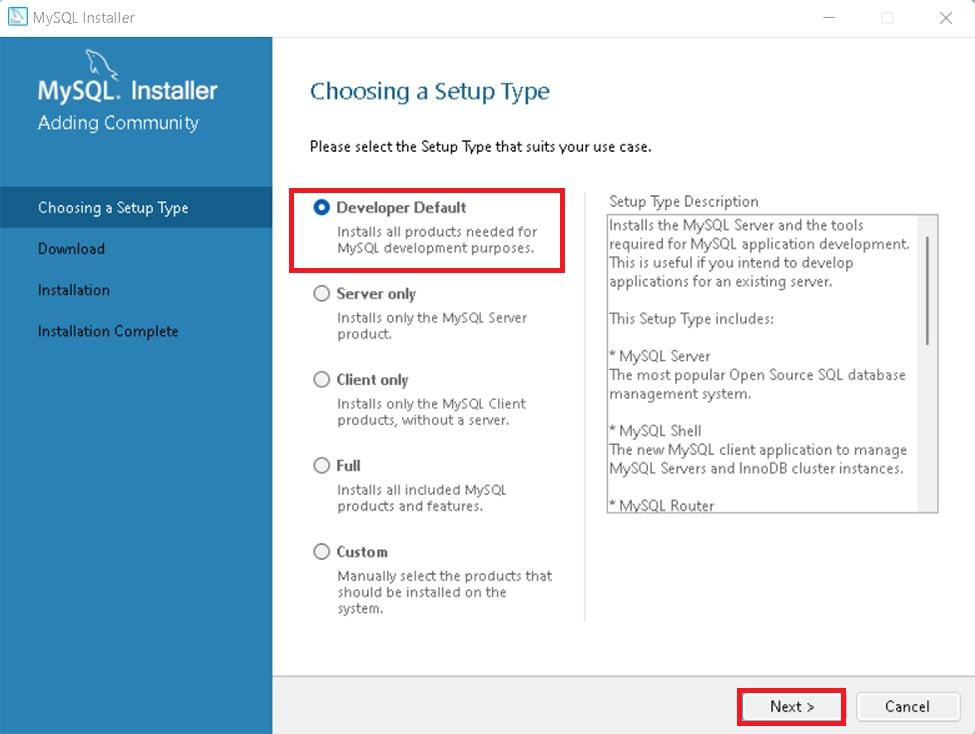 MySQL Installer
MySQL. Installer
Adding Community
Choosing a Setup Type
Download
Installation
Installation Complete
Choosing a Setup Type
Please select the Setup Type that suits your use case.
Developer Default
Installs all products needed for
MySQL development purposes.
Server only
Installs only the MySQL Server
product.
Client only
Installs only the MySQL Client
products, without a server.
Full
Installs all included MySQL
products and features.
Custom
Manually select the products that
should be installed on the
system.
Setup Type Description
Installs the MySQL Server and the tools
required for MySQL application development.
This is useful if you intend to develop
applications for an existing server.
This Setup Type includes:
* MySQL Server
The most popular Open Source SQL database
management system.
* MySQL Shell
The new MySQL client application to manage
MySQL Servers and InnoDB cluster instances.
* MySQL Router
Next >
Cancel